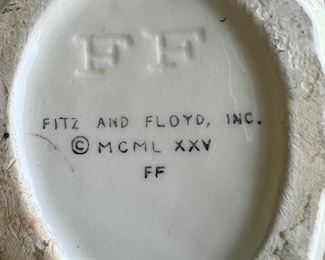 FF
FITZ AND FLOYD, INC.
© MCML XXV
FF